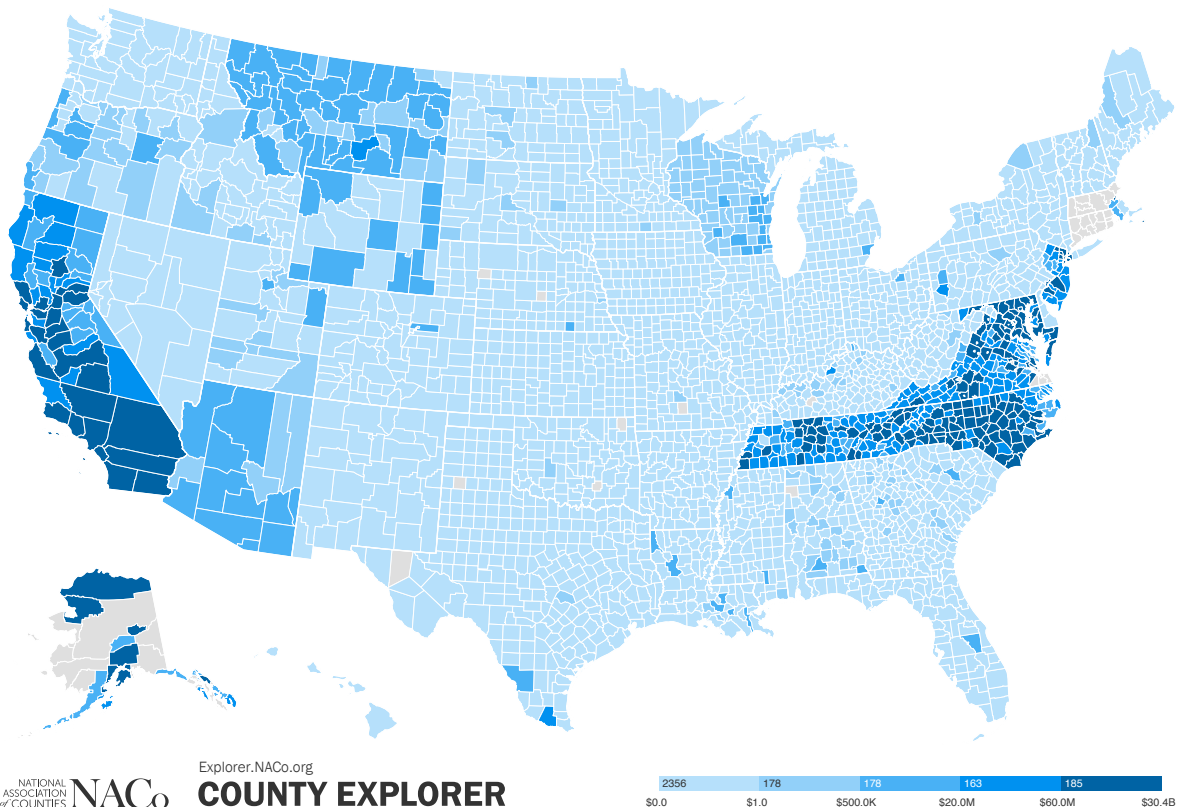 Explorer.NACo.org
NATIONAL
ASSOCIATION
of COUNTIES
NACo
COUNTY EXPLORER
2356 178 178 163 185
$0.0 $1.0 $500.0K $20.0M $60.0M $30.4B